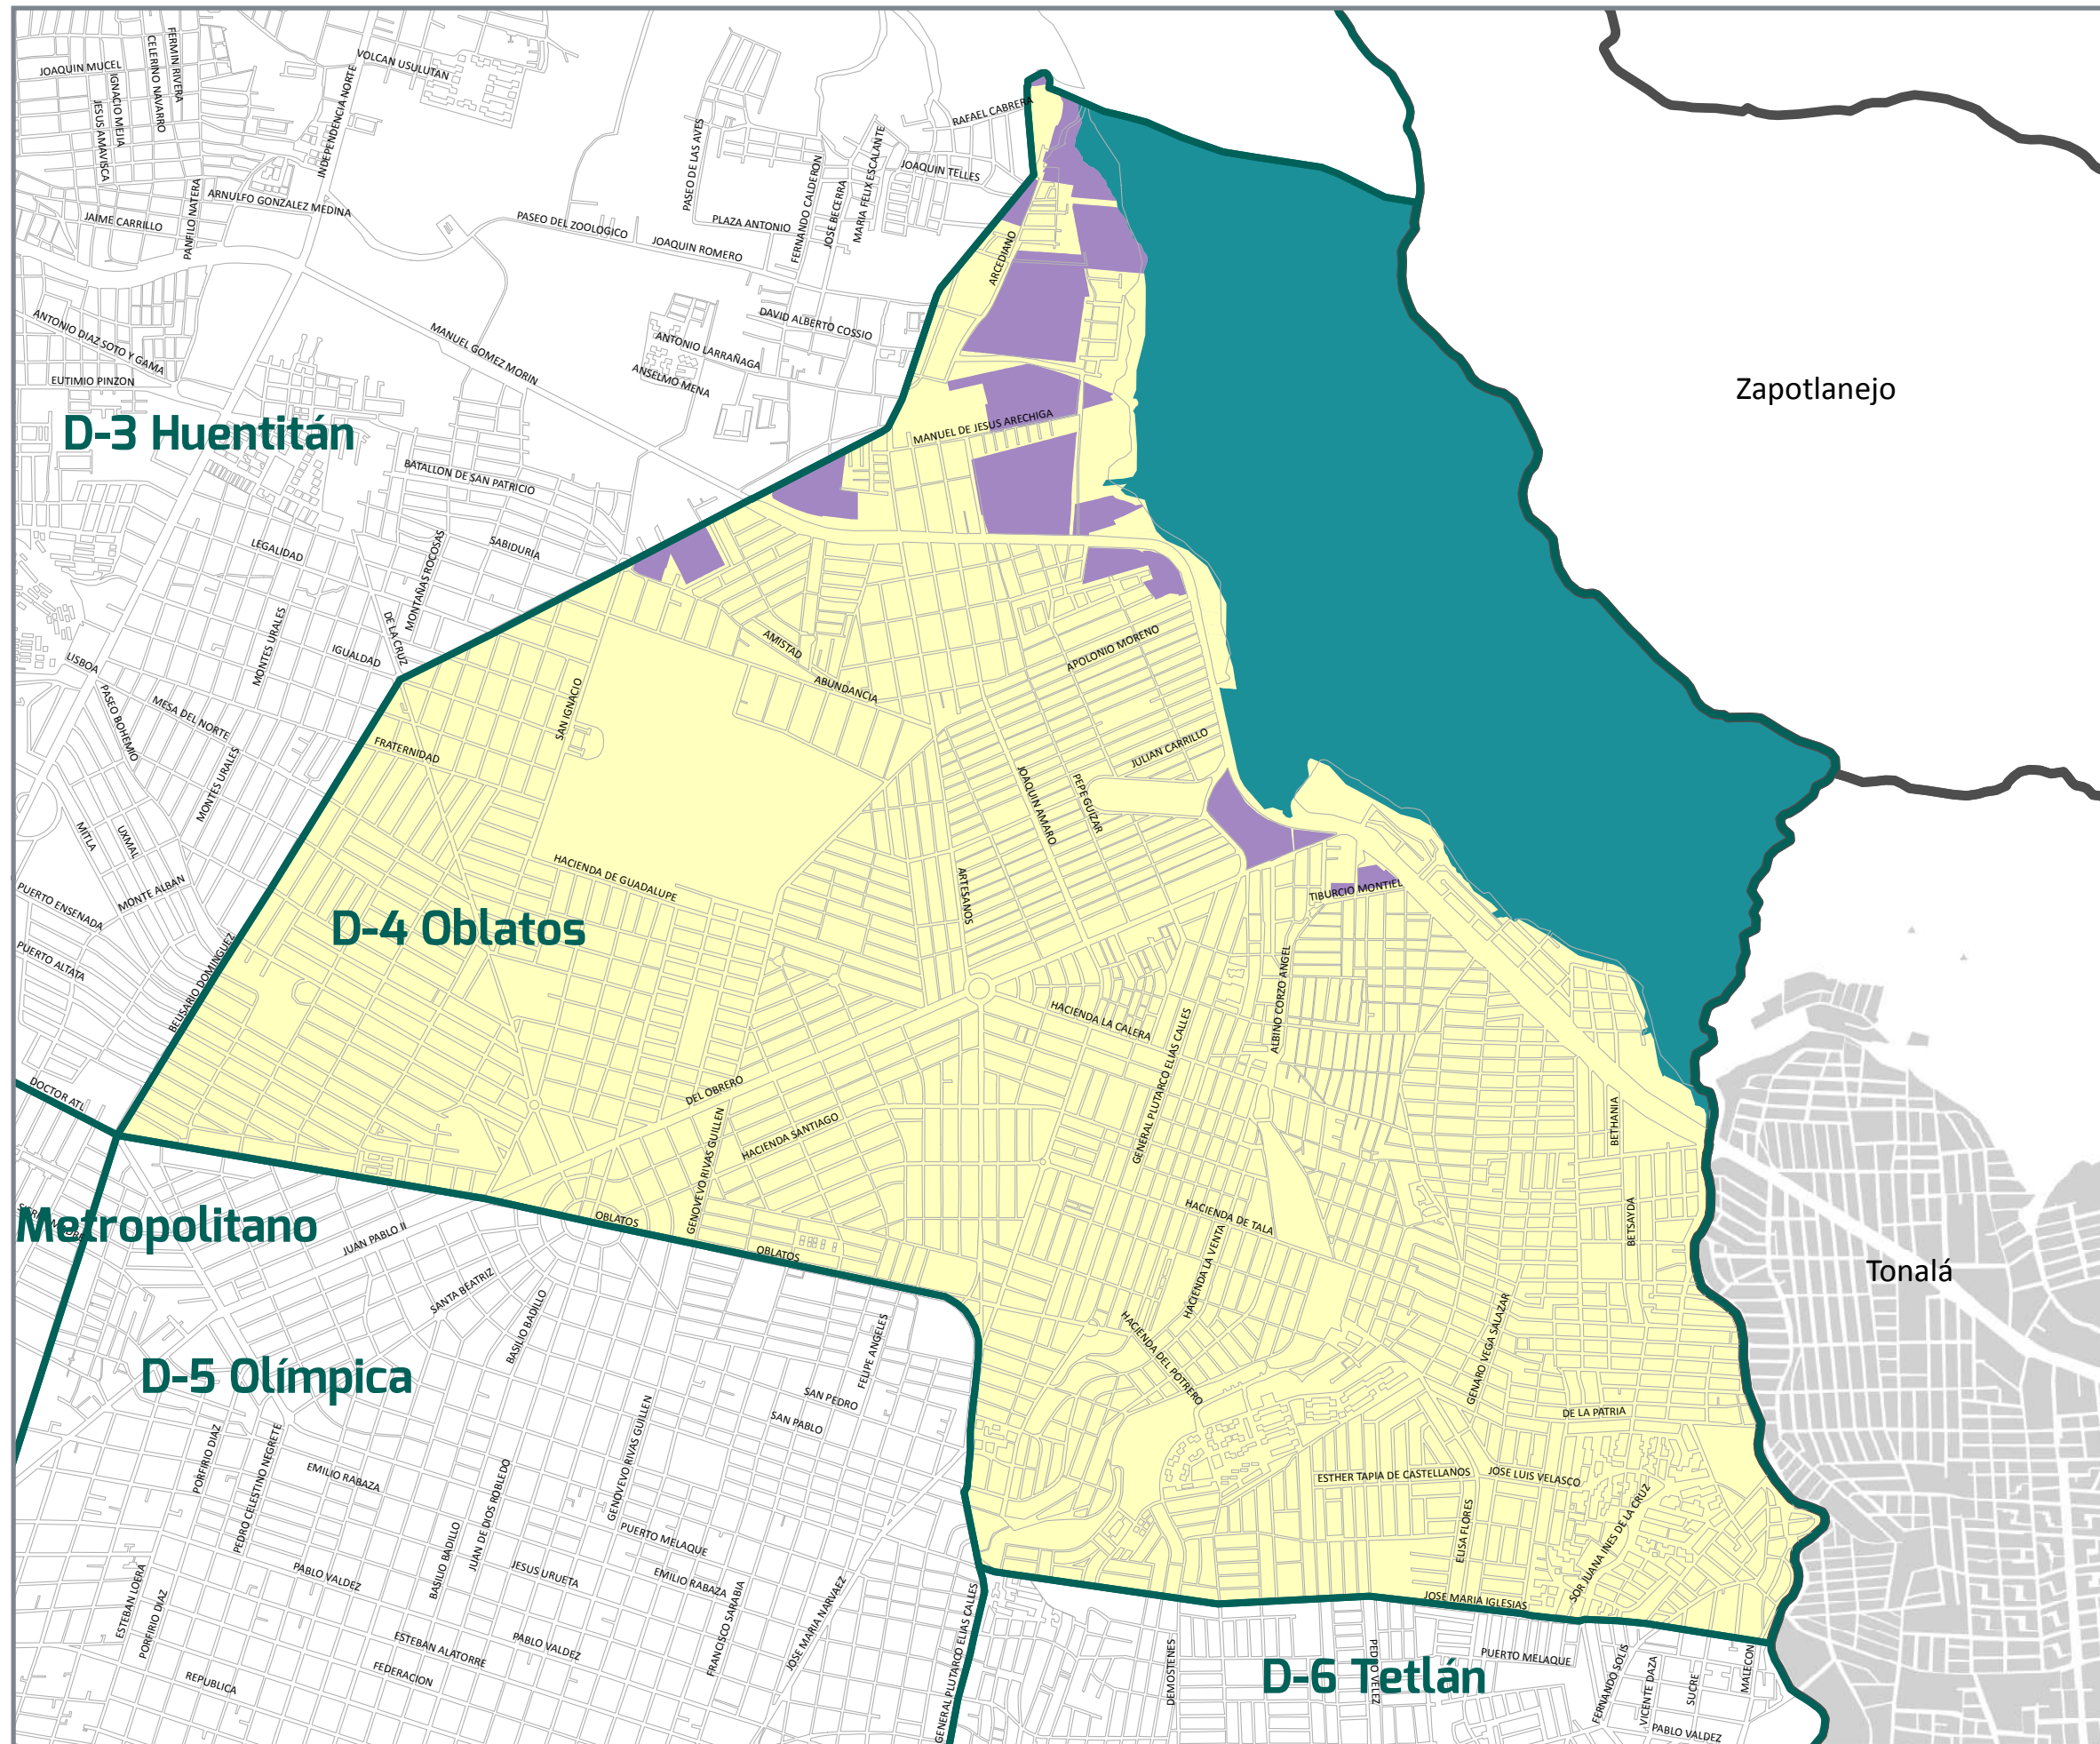 VOLCAN USULUTAN
FERMIN RIVERA
CELERINO NAVARRO
JOAQUIN MUCEL
IGNACIO MEJIA
JESUS AMAVISCA
INDEPENDENCIA NORTE
PASEO DE LAS AVES
RAFAEL CABRERA
JOAQUIN TELLES
MARIA FELIX ESCALANTE
JOSE BECERRA
FERNANDO CALDERON
PANFILO NATERA
ARNULFO GONZALEZ MEDINA
JAIME CARRILLO
PASEO DEL ZOOLOGICO
PLAZA ANTONIO
JOAQUIN ROMERO
ARCEDIANO
ANTONIO DIAZ SOTO Y GAMA
MANUEL GOMEZ MORIN
DAVID ALBERTO COSSIO
ANTONIO LARRAÑAGA
ANSELMO MENA
EUTIMIO PINZON
Zapotlanejo
D-3 Huentitán
MANUEL DE JESUS ARECHIGA
BATALLON DE SAN PATRICIO
LEGALIDAD
SABIDURIA
MONTAÑAS ROCOSAS
DE LA CRUZ
MONTES URALES
IGUALDAD
AMISTAD
APOLONIO MORENO
LISBOA
PASEO BOHEMIO
MESA DEL NORTE
SAN IGNACIO
ABUNDANCIA
FRATERNIDAD
MONTES URALES
JULIAN CARRILLO
JOAQUIN AMARO
PEPE GUIZAR
MITLA
UXMAL
MONTE ALBAN
PUERTO ENSENADA
PUERTO ALTATA
HACIENDA DE GUADALUPE
ARTESANOS
TIBURCIO MONTIEL
D-4 Oblatos
BELISARIO DOMINGUEZ
HACIENDA LA CALERA
ALBINO CORZO ANGEL
GENERAL PLUTARCO ELIAS CALLES
DOCTOR ATL
DEL OBRERO
HACIENDA SANTIAGO
GENOVEVO RIVAS GUILLEN
BETHANIA
BETSAYDA
Metropolitano
JUAN PABLO II
OBLATOS
OBLATOS
HACIENDA DE TALA
HACIENDA LA VENTA
Tonalá
SANTA BEATRIZ
BASILIO BADILLO
FELIPE ANGELES
HACIENDA DEL POTRERO
GENARO VEGA SALAZAR
D-5 Olímpica
SAN PEDRO
SAN PABLO
DE LA PATRIA
PORFIRIO DIAZ
PEDRO CELESTINO NEGRETE
EMILIO RABAZA
JUAN DE DIOS ROBLEDO
GENOVEVO RIVAS GUILLEN
ESTHER TAPIA DE CASTELLANOS
JOSE LUIS VELASCO
ELISA FLORES
SOR JUANA INES DE LA CRUZ
PUERTO MELAQUE
BASILIO BADILLO
ESTEBAN LOERA
PORFIRIO DIAZ
PABLO VALDEZ
JESUS URUETA
EMILIO RABAZA
FRANCISCO SARABIA
JOSE MARIA NARVAEZ
GENERAL PLUTARCO ELIAS CALLES
JOSE MARIA IGLESIAS
ESTEBAN ALATORRE
PABLO VALDEZ
REPUBLICA
FEDERACION
DEMOSTENES
PEDRO VELEZ
D-6 Tetlán
PUERTO MELAQUE
FERNANDO SOLIS
VICENTE DAZA
SUCRE
MALECON
PABLO VALDEZ